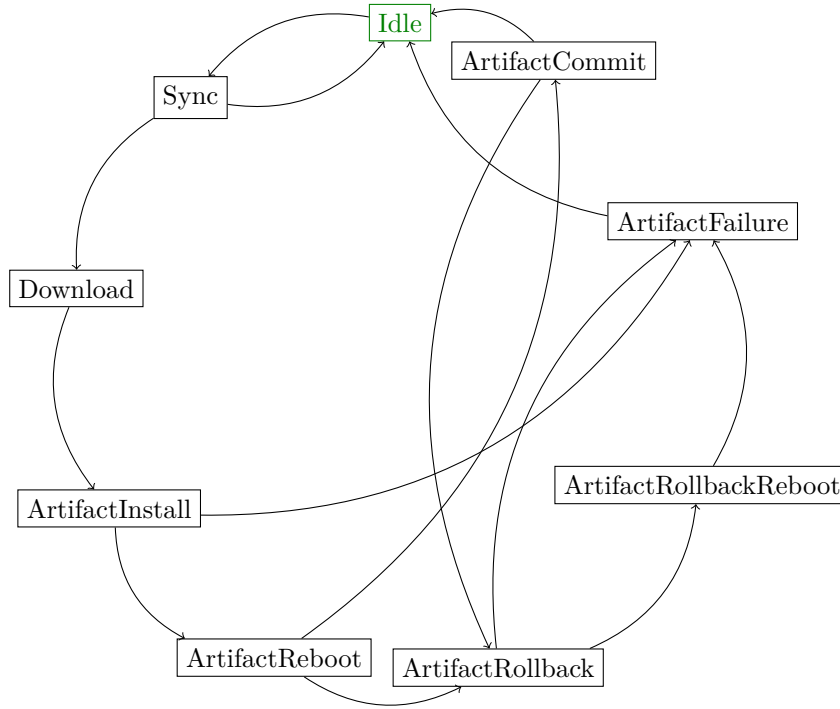 Idle
ArtifactCommit
Sync
ArtifactFailure
Download
ArtifactRollbackReboot
ArtifactInstall
ArtifactReboot
ArtifactRollback